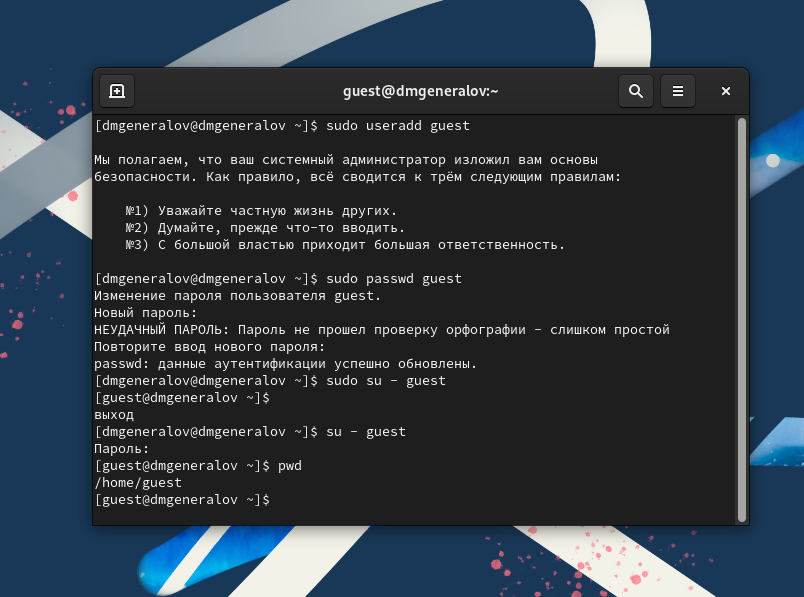 guest@dmgeneralov:~
[dmgeneralov@dmgeneralov ~]$ sudo useradd guest
Мы полагаем, что ваш системный администратор изложил вам основы
безопасности. Как правило, всё сводится к трём следующим правилам:
№1) Уважайте частную жизнь других.
№2) Думайте, прежде что-то вводить.
№3) С большой властью приходит большая ответственность.
[dmgeneralov@dmgeneralov ~]$ sudo passwd guest
Изменение пароля пользователя guest.
Новый пароль:
НЕУДАЧНЫЙ ПАРОЛЬ: Пароль не прошел проверку орфографии - слишком простой
Повторите ввод нового пароля:
passwd: данные аутентификации успешно обновлены.
[dmgeneralov@dmgeneralov ~]$ sudo su - guest
[guest@dmgeneralov ~]$
выход
[dmgeneralov@dmgeneralov ~]$ su - guest
Пароль:
[guest@dmgeneralov ~]$ pwd
/home/guest
[guest@dmgeneralov ~]$